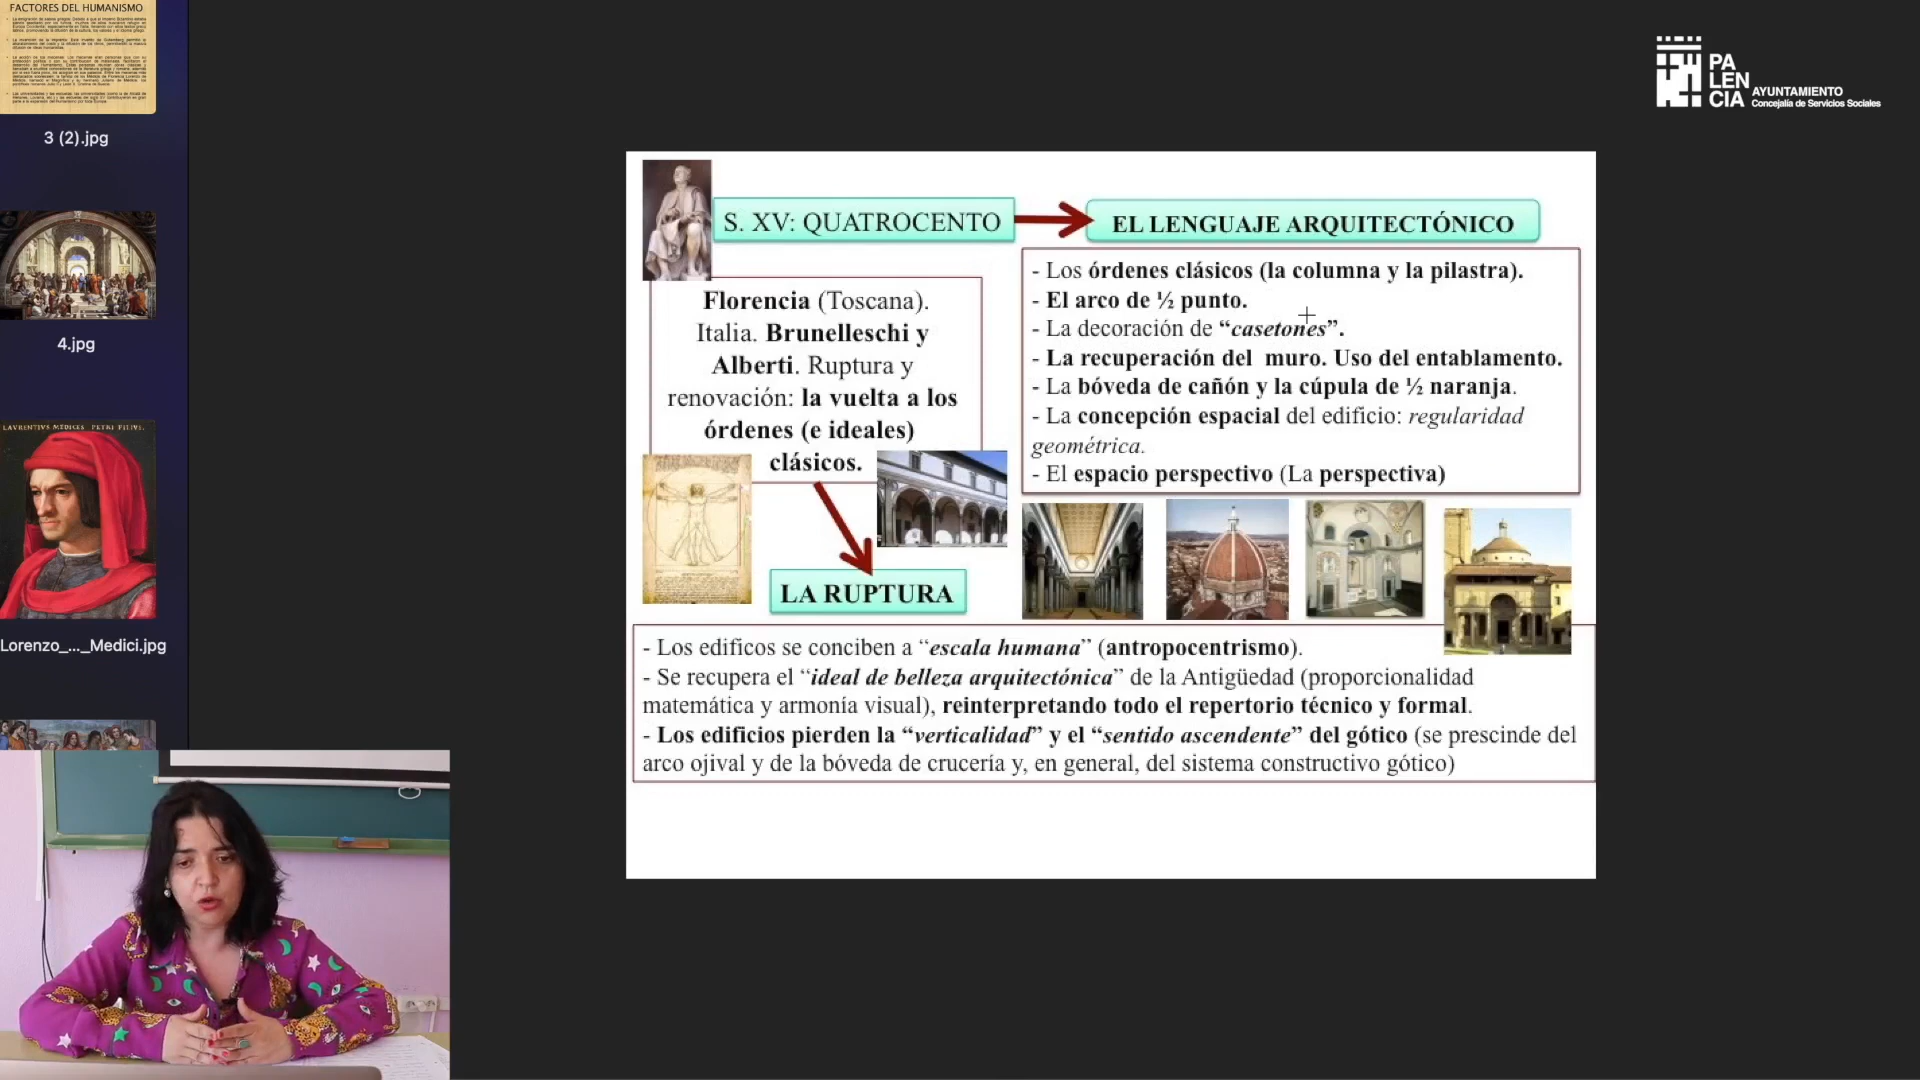 FACTORES DEL HUMANISMO
3 (2).jpg
4.jpg
LAVRENTIVS MEDICES PETRI FILIVS.
Lorenzo_..._Medici.jpg
PA
LEN
CIA
AYUNTAMIENTO
Concejalía de Servicios Sociales
S. XV: QUATROCENTO
EL LENGUAJE ARQUITECTÓNICO
Florencia (Toscana).
Italia. Brunelleschi y
Alberti. Ruptura y
renovación: la vuelta a los
órdenes (e ideales)
clásicos.
- Los órdenes clásicos (la columna y la pilastra).
- El arco de ½ punto.
- La decoración de “casetones”.
- La recuperación del muro. Uso del entablamento.
- La bóveda de cañón y la cúpula de ½ naranja.
- La concepción espacial del edificio: regularidad
geométrica.
- El espacio perspectivo (La perspectiva)
LA RUPTURA
- Los edificos se conciben a “escala humana” (antropocentrismo).
- Se recupera el “ideal de belleza arquitectónica” de la Antigüedad (proporcionalidad
matemática y armonía visual), reinterpretando todo el repertorio técnico y formal.
- Los edificios pierden la “verticalidad” y el “sentido ascendente” del gótico (se prescinde del
arco ojival y de la bóveda de crucería y, en general, del sistema constructivo gótico)